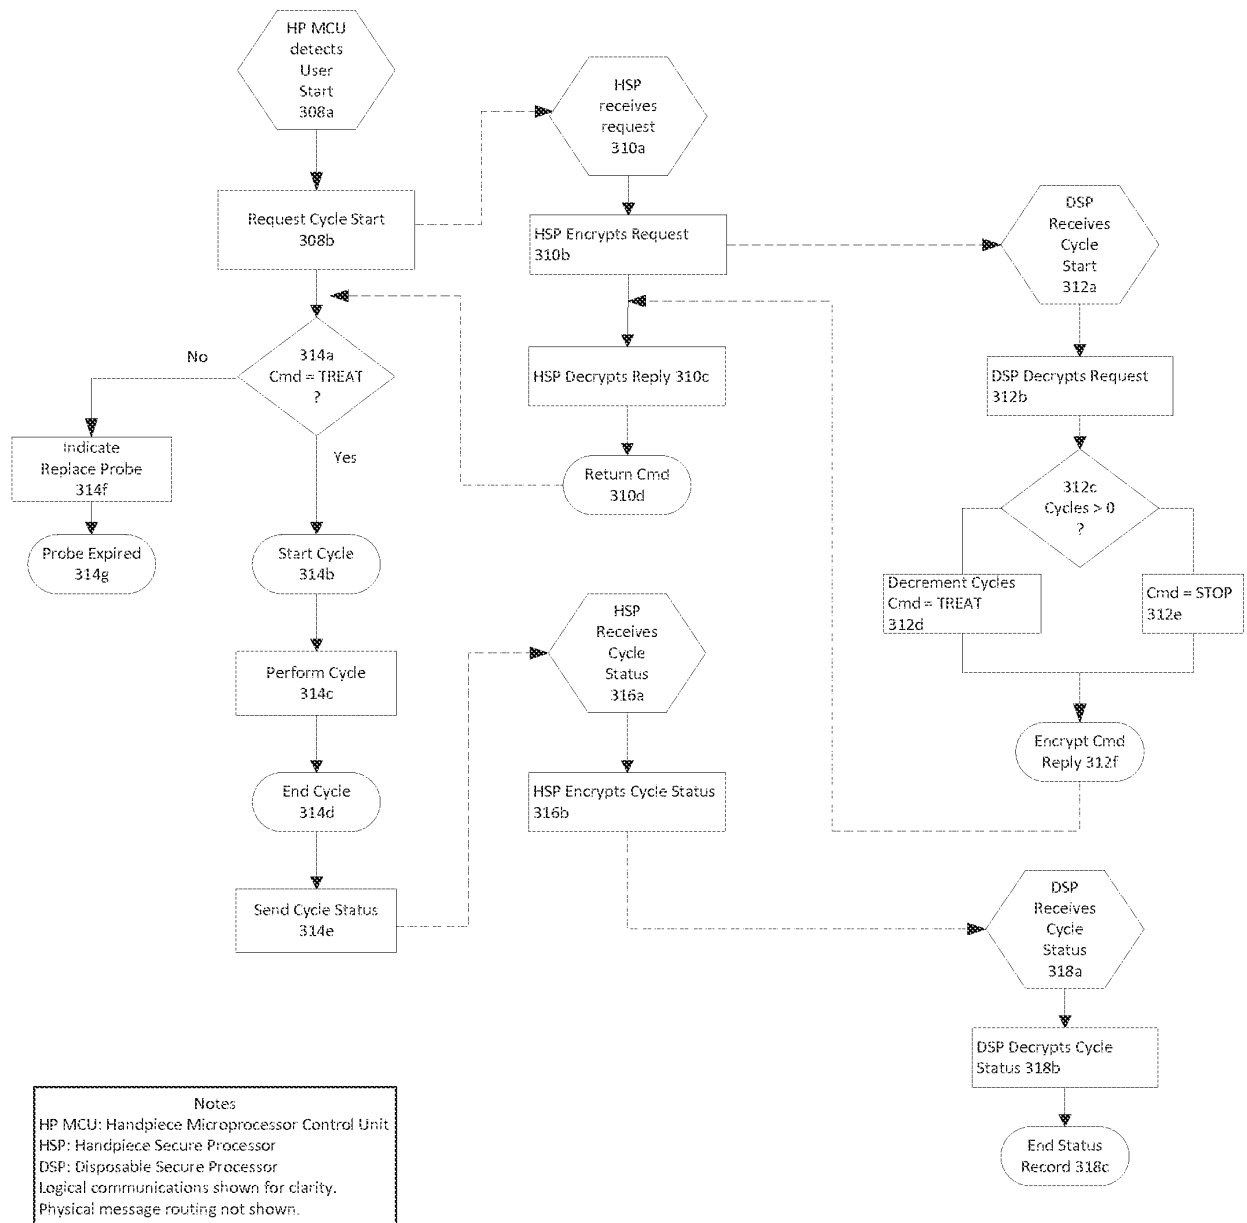 HP MCU
detects
User
Start
308a
Request Cycle Start
308b
314a
Cmd = TREAT
?
No
Yes
Indicate
Replace Probe
314f
Probe Expired
314g
Start Cycle
314b
Perform Cycle
314c
End Cycle
314d
Send Cycle Status
314e
HSP
receives
request
310a
HSP Encrypts Request
310b
HSP Decrypts Reply 310c
Return Cmd
310d
HSP
Receives
Cycle
Status
316a
HSP Encrypts Cycle Status
316b
DSP
Receives
Cycle
Start
312a
DSP Decrypts Request
312b
312c
Cycles > 0
?
Decrement Cycles
Cmd = TREAT
312d
Cmd = STOP
312e
Encrypt Cmd
Reply 312f
DSP
Receives
Cycle
Status
318a
DSP Decrypts Cycle
Status 318b
End Status
Record 318c
Notes
HP MCU: Handpiece Microprocessor Control Unit
HSP: Handpiece Secure Processor
DSP: Disposable Secure Processor
Logical communications shown for clarity.
Physical message routing not shown.